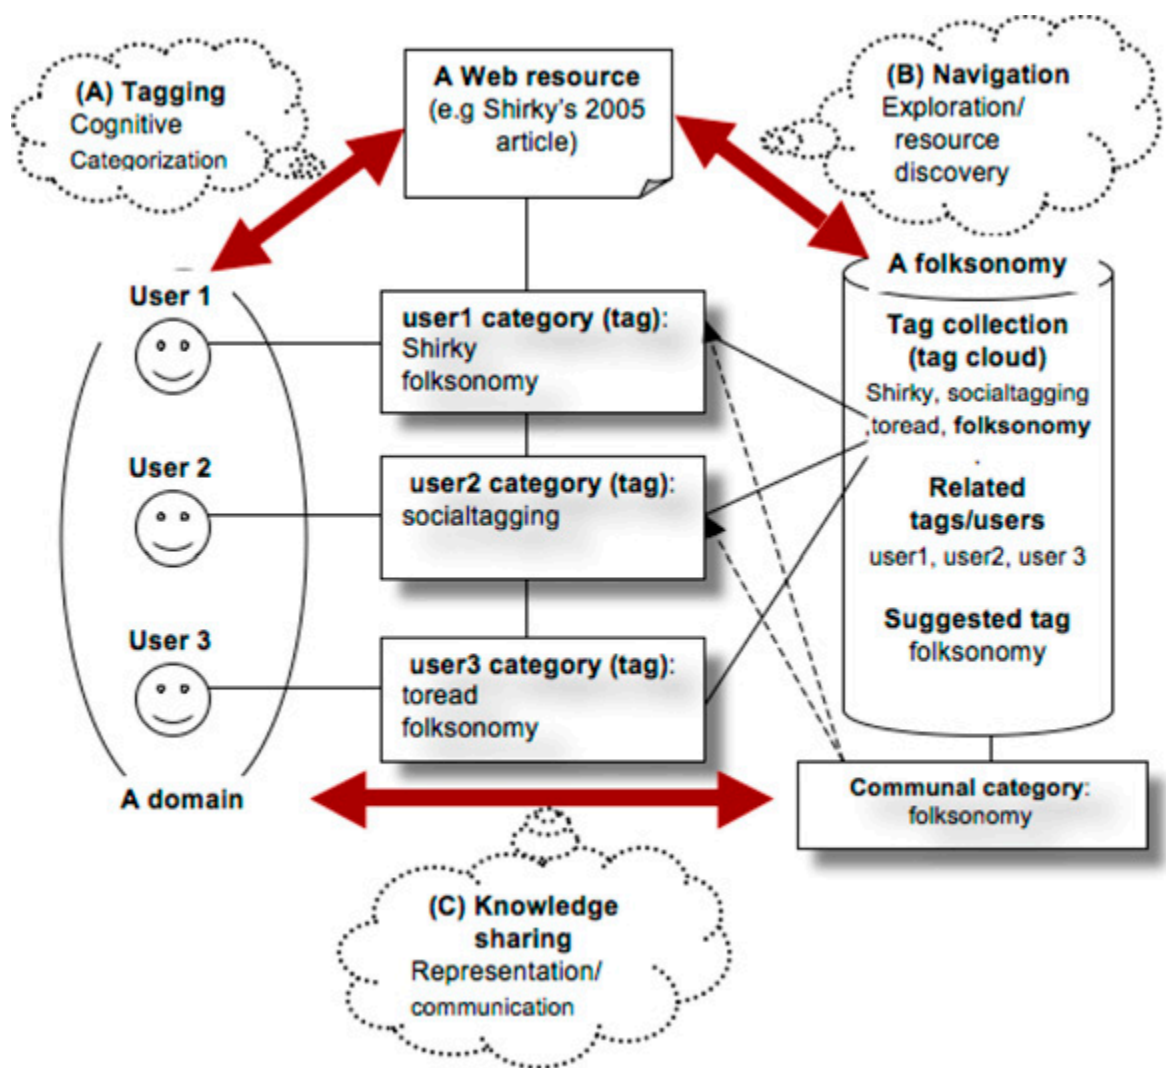 (A) Tagging
Cognitive
Categorization
A Web resource
(e.g Shirky's 2005
article)
(B) Navigation
Exploration/
resource
discovery
User 1
user1 category (tag):
Shirky
folksonomy
User 2
user2 category (tag):
socialtagging
User 3
user3 category (tag):
toread
folksonomy
A domain
A folksonomy
Tag collection
(tag cloud)
Shirky, socialtagging
,toread, folksonomy
.
Related
tags/users
user1, user2, user 3
Suggested tag
folksonomy
Communal category:
folksonomy
(C) Knowledge
sharing
Representation/
communication